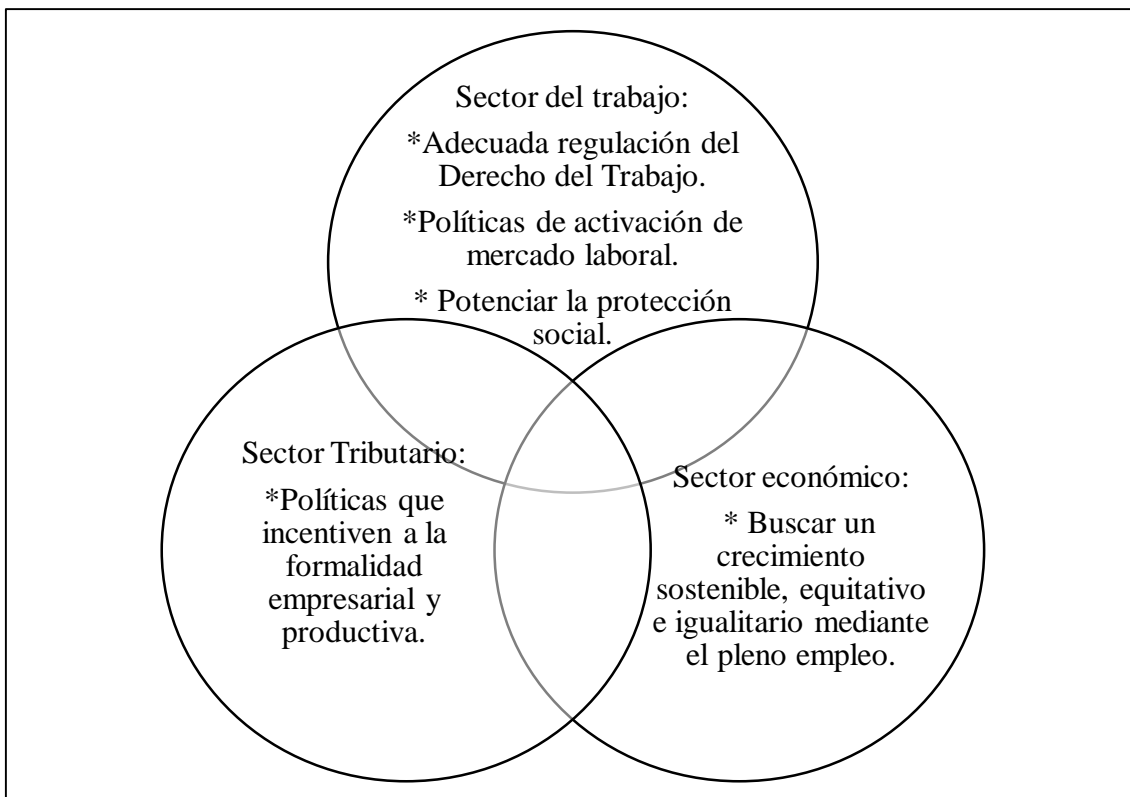 Sector del trabajo:
*Adecuada regulación del
Derecho del Trabajo.
*Políticas de activación de
mercado laboral.
* Potenciar la protección
social.
Sector Tributario:
*Políticas que
incentiven a la
formalidad
empresarial y
productiva.
Sector económico:
* Buscar un
crecimiento
sostenible, equitativo
e igualitario mediante
el pleno empleo.